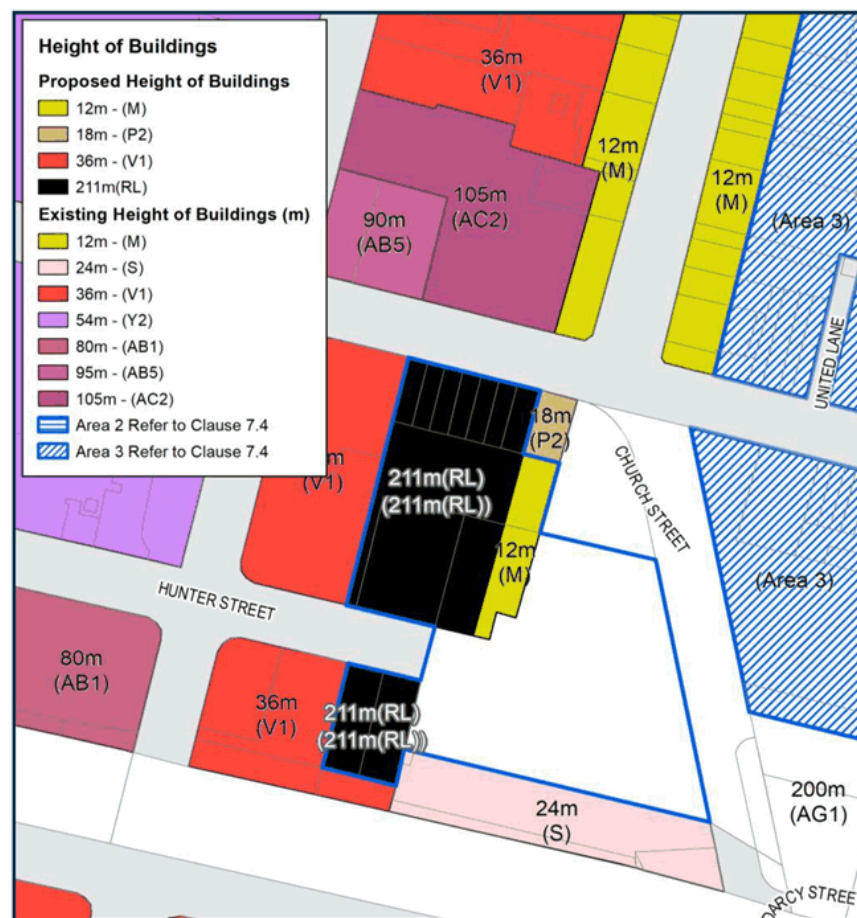 Height of Buildings
Proposed Height of Buildings
12m - (M)
18m - (P2)
36m - (V1)
211m(RL)
Existing Height of Buildings (m)
12m - (M)
24m - (S)
36m - (V1)
54m - (Y2)
80m - (AB1)
95m - (AB5)
105m - (AC2)
Area 2 Refer to Clause 7.4
Area 3 Refer to Clause 7.4
36m
(V1)
12m
(M)
12m
(M)
105m
(AC2)
90m
(AB5)
(Area 3)
UNITED LANE
18m
(P2)
m
(V1)
211m(RL)
(211m(RL))
CHURCH STREET
12m
(M)
(Area 3)
HUNTER STREET
80m
(AB1)
36m
(V1)
211m(RL)
(211m(RL))
24m
(S)
200m
(AG1)
DARCY STREET